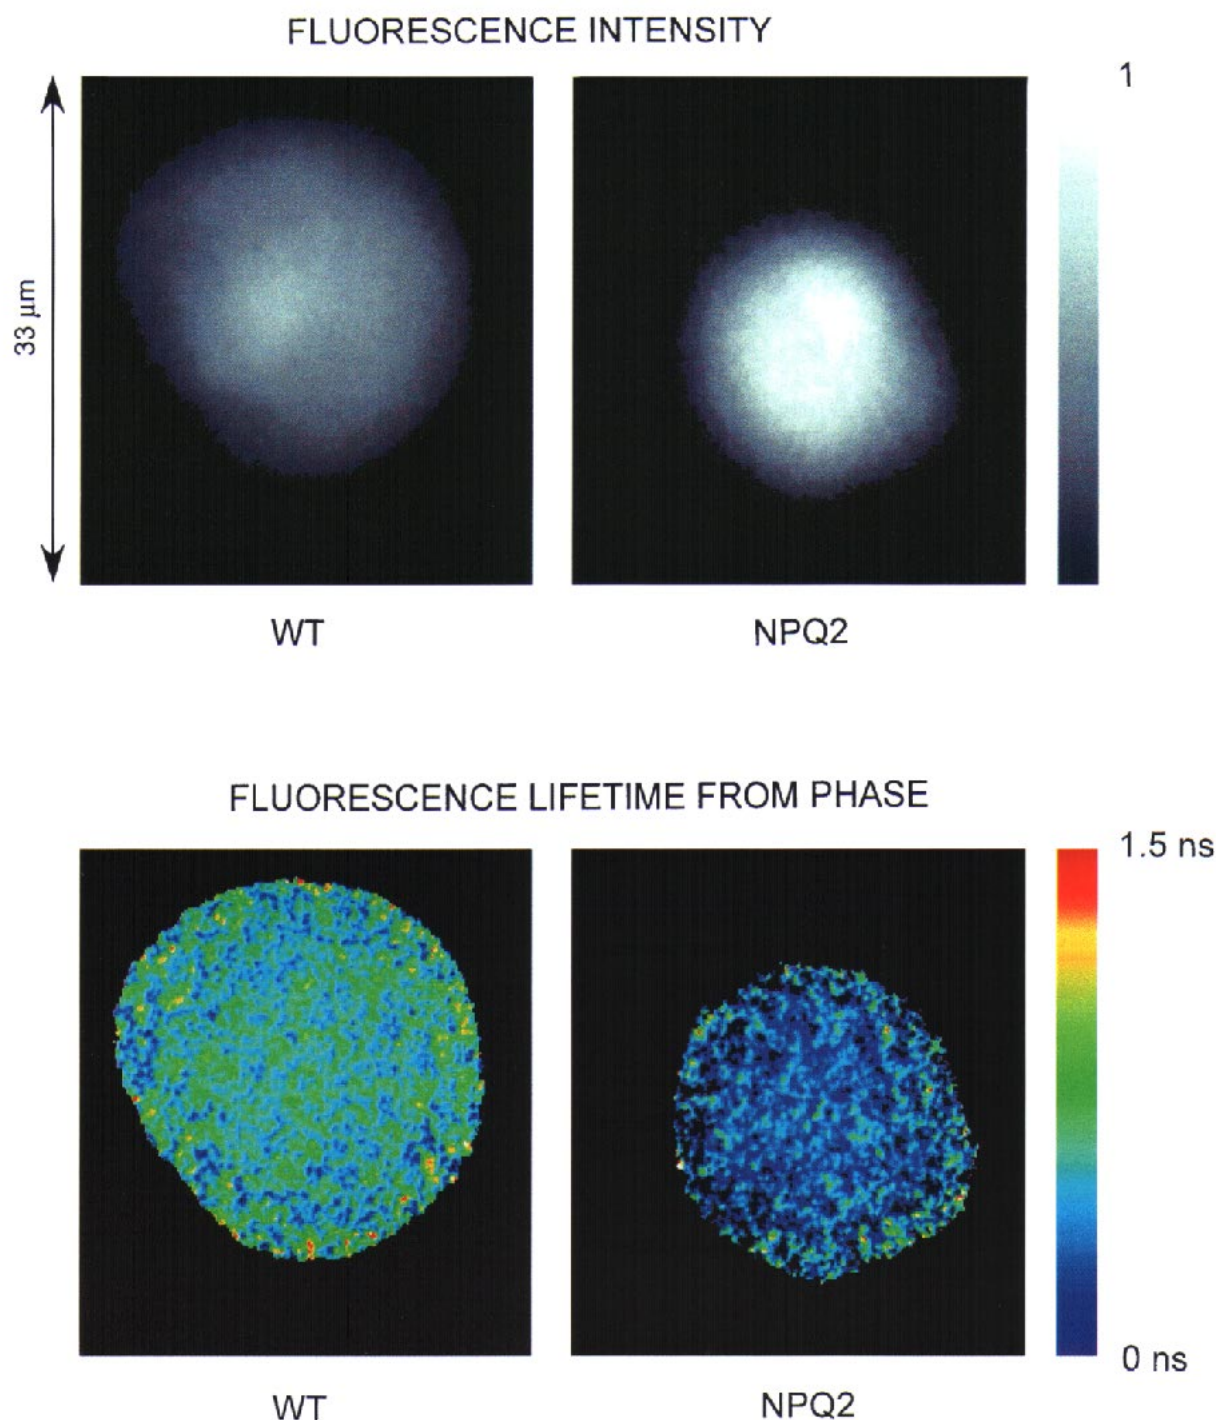 FLUORESCENCE INTENSITY
1
33 μm
WT NPQ2
FLUORESCENCE LIFETIME FROM PHASE
1.5 ns
0 ns
WT NPQ2